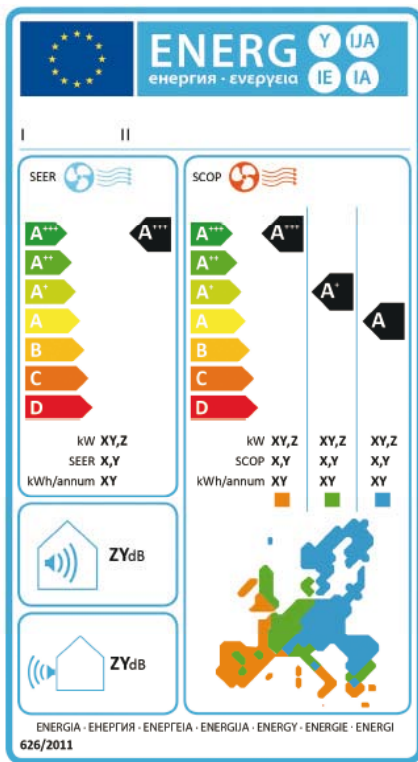 ENERG Y IJA
енергия · ενεργεια IE IA
I II
SEER SCOP
A+++ A+++ A+++ A+++
A++ A++
A+ A+ A+
A A A
B B
C C
D D
kW XY,Z kW XY,Z XY,Z XY,Z
SEER X,Y SCOP X,Y X,Y X,Y
kWh/annum XY kWh/annum XY XY XY
ZYdB
ZYdB
ENERGIA · ЕНЕРГИЯ · ΕΝΕΡΓΕΙΑ · ENERGIJA · ENERGY · ENERGIE · ENERGI
626/2011